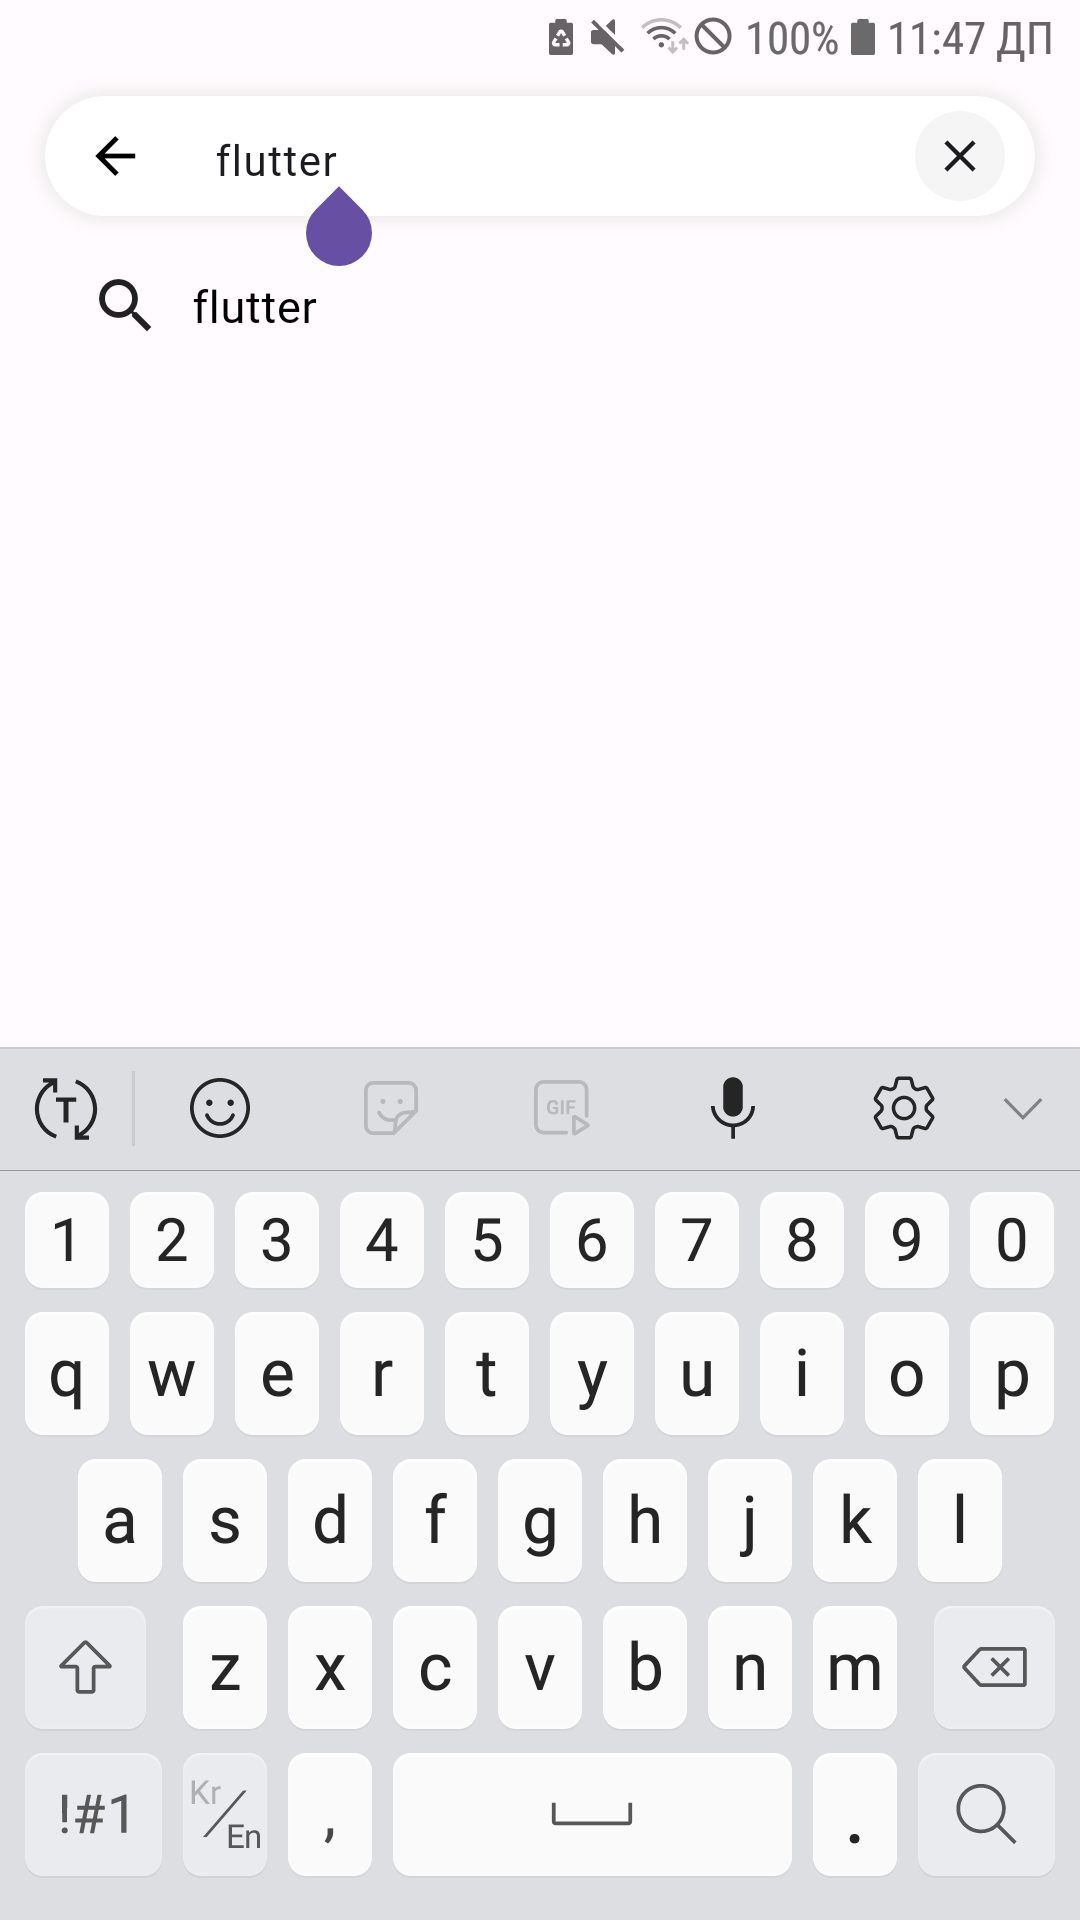 100% 11:47 ДП
flutter
flutter
T GIF
1 2 3 4 5 6 7 8 9 0
q w e r t y u i o p
a s d f g h j k l
z x c v b n m
!#1 Kr/En , .